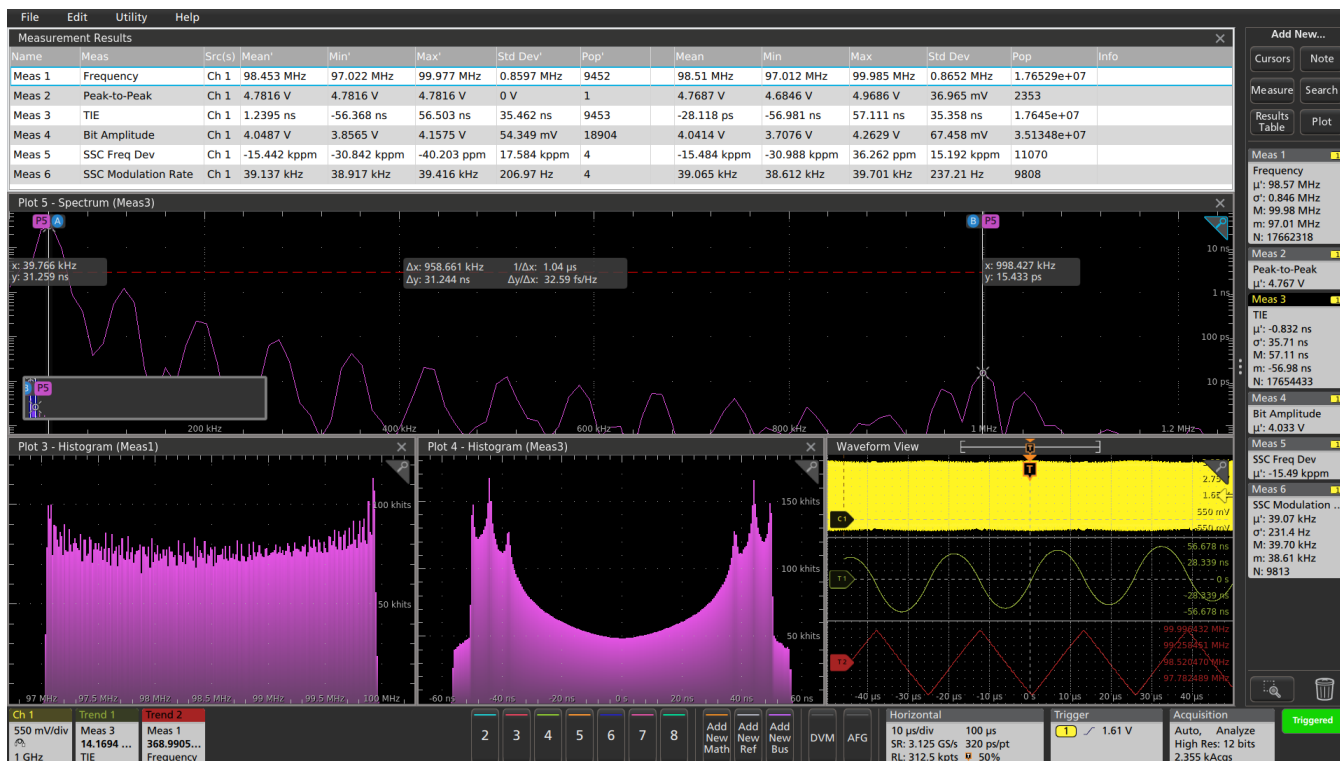 File Edit Utility Help
Measurement Results
Name Meas Src(s) Mean' Min' Max' Std Dev' Pop' Mean Min Max Std Dev Pop Info
Meas 1 Frequency Ch 1 98.453 MHz 97.022 MHz 99.977 MHz 0.8597 MHz 9452 98.51 MHz 97.012 MHz 99.985 MHz 0.8652 MHz 1.76529e+07
Meas 2 Peak-to-Peak Ch 1 4.7816 V 4.7816 V 4.7816 V 0 V 1 4.7687 V 4.6846 V 4.9686 V 36.965 mV 2353
Meas 3 TIE Ch 1 1.2395 ns -56.368 ns 56.503 ns 35.462 ns 9453 -28.118 ps -56.981 ns 57.111 ns 35.358 ns 1.7645e+07
Meas 4 Bit Amplitude Ch 1 4.0487 V 3.8565 V 4.1575 V 54.349 mV 18904 4.0414 V 3.7076 V 4.2629 V 67.458 mV 3.51348e+07
Meas 5 SSC Freq Dev Ch 1 -15.442 kppm -30.842 kppm -40.203 ppm 17.584 kppm 4 -15.484 kppm -30.988 kppm 36.262 ppm 15.192 kppm 11070
Meas 6 SSC Modulation Rate Ch 1 39.137 kHz 38.917 kHz 39.416 kHz 206.97 Hz 4 39.065 kHz 38.612 kHz 39.701 kHz 237.21 Hz 9808
Plot 5 - Spectrum (Meas3)
P5 A B P5
10 ns
x: 39.766 kHz
y: 31.259 ns
Δx: 958.661 kHz 1/Δx: 1.04 µs
Δy: 31.244 ns Δy/Δx: 32.59 fs/Hz
x: 998.427 kHz
y: 15.433 ps
1 ns
100 ps
10 ps
P5
200 kHz 400 kHz 600 kHz 800 kHz 1 MHz 1.2 MHz
Plot 3 - Histogram (Meas1)
100 khits
50 khits
97 MHz 97.5 MHz 98 MHz 98.5 MHz 99 MHz 99.5 MHz 100 MHz
Plot 4 - Histogram (Meas3)
150 khits
100 khits
50 khits
-60 ns -40 ns -20 ns 0 s 20 ns 40 ns 60 ns
Waveform View
T
T
2.75
1.65
550 mV
-550 mV
C 1
56.678 ns
28.339 ns
T 1 0 s
-28.339 ns
-56.678 ns
99.996432 MHz
99.258451 MHz
T 2 98.520470 MHz
97.782489 MHz
-40 µs -30 µs -20 µs -10 µs 0 s 10 µs 20 µs 30 µs 40 µs
Add New...
Cursors Note
Measure Search
Results Table Plot
Meas 1 1
Frequency
µ': 98.57 MHz
σ': 0.846 MHz
M: 99.98 MHz
m: 97.01 MHz
N: 17662318
Meas 2 1
Peak-to-Peak
µ': 4.767 V
Meas 3 1
TIE
µ': -0.832 ns
σ': 35.71 ns
M: 57.11 ns
m: -56.98 ns
N: 17654433
Meas 4 1
Bit Amplitude
µ': 4.033 V
Meas 5 1
SSC Freq Dev
µ': -15.49 kppm
Meas 6 1
SSC Modulation ...
µ': 39.07 kHz
σ': 231.4 Hz
M: 39.70 kHz
m: 38.61 kHz
N: 9813
Ch 1
550 mV/div
1 GHz
Trend 1
Meas 3
14.1694 ...
TIE
Trend 2
Meas 1
368.9905...
Frequency
2 3 4 5 6 7 8
Add New Math
Add New Ref
Add New Bus
DVM AFG
Horizontal
10 µs/div 100 µs
SR: 3.125 GS/s 320 ps/pt
RL: 312.5 kpts 50%
Trigger
1 1.61 V
Acquisition
Auto, Analyze
High Res: 12 bits
2.355 kAcqs
Triggered